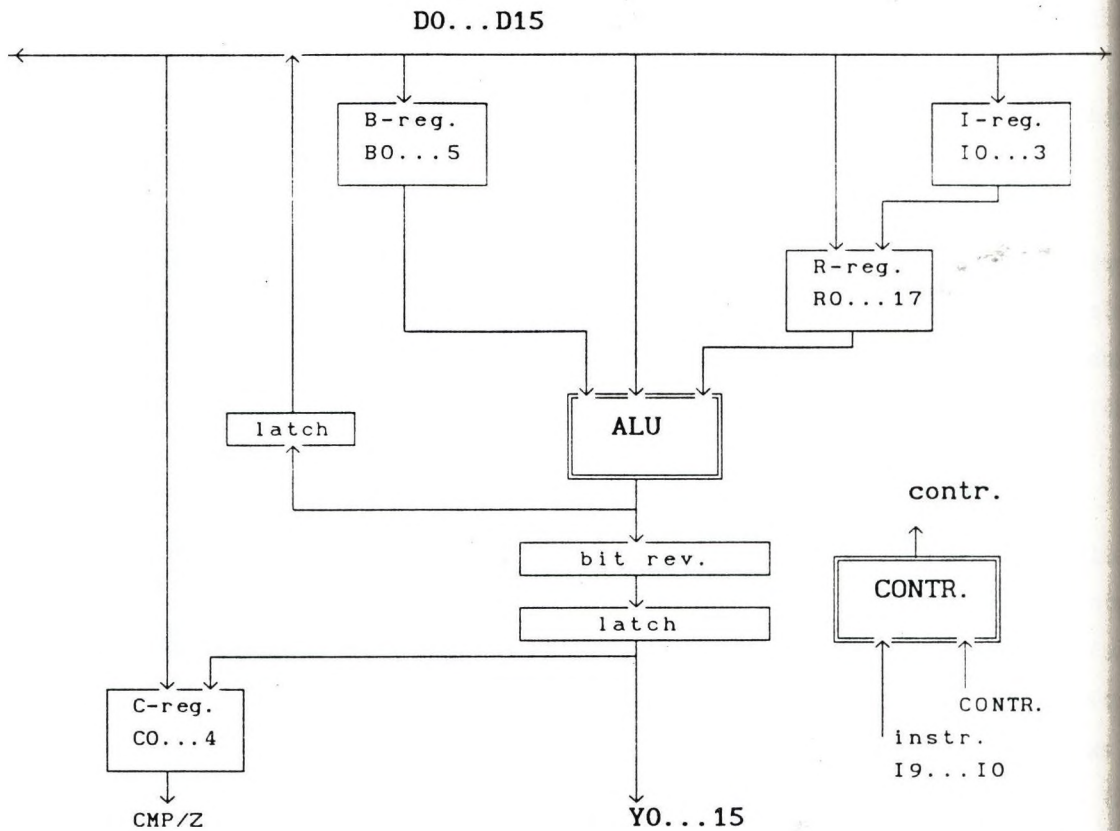 D0...D15
B-reg.
B0...5
I-reg.
I0...3
R-reg.
R0...17
ALU
latch
contr.
bit rev.
CONTR.
latch
C-reg.
C0...4
CONTR.
instr.
I9...I0
CMP/Z
Y0...15